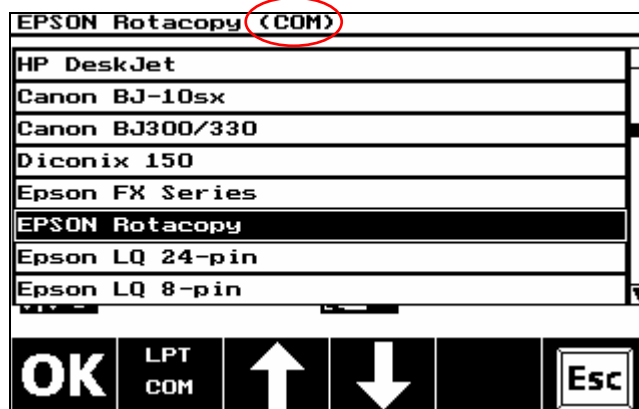 EPSON Rotacopy (COM)
HP DeskJet
Canon BJ-10sx
Canon BJ300/330
Diconix 150
Epson FX Series
EPSON Rotacopy
Epson LQ 24-pin
Epson LQ 8-pin
OK
LPT
COM
Esc